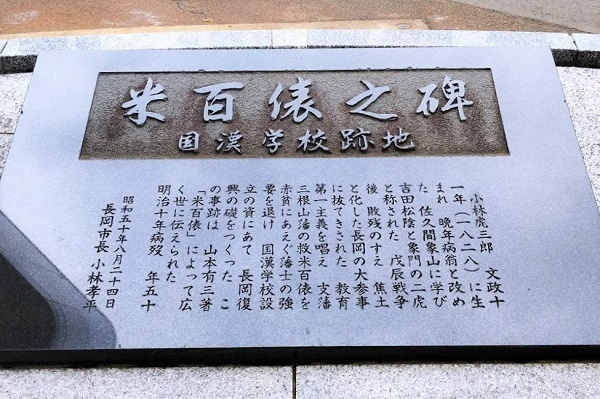 米百俵之碑
国漢学校跡地
小林虎三郎 文政十
一年(一八二八)に生
まれ 晩年病翁と改め
た 佐久間象山に学び
吉田松陰と象門の二虎
と称された 戊辰戦争
後 敗残のすえ 焦土
と化した長岡の大参事
に抜てきされ 教育
第一主義を唱え 支藩
三根山藩の救米百俵を
赤貧にあえぐ藩士の強
要を退け 国漢学校設
立の資にあて 長岡復
興の礎をつくった こ
の事跡は 山本有三著
「米百俵」によって広
く世に伝えられた
明治十年病歿 年五十
昭和五十年八月二十四日
長岡市長 小林孝平